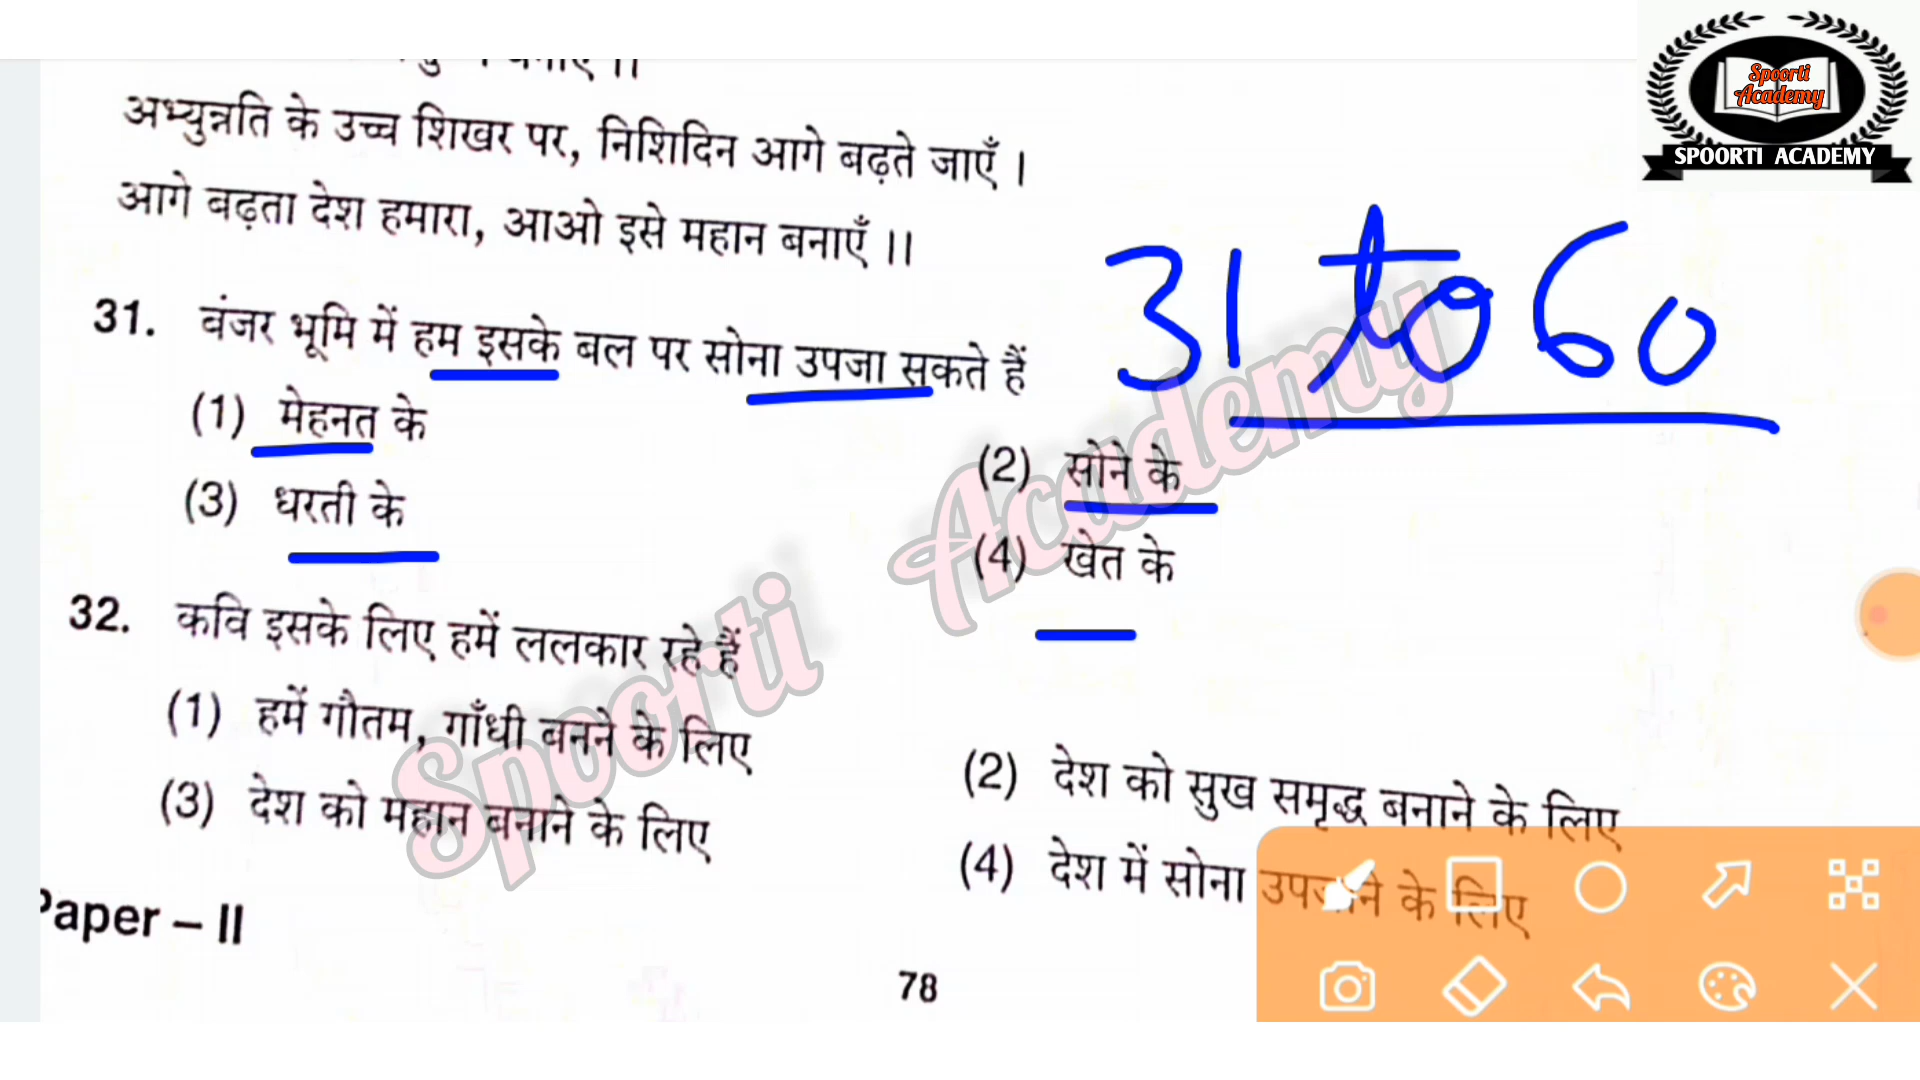 Spoorti
Academy
SPOORTI ACADEMY
अभ्युन्नति के उच्च शिखर पर, निशिदिन आगे बढ़ते जाएँ ।
आगे बढ़ता देश हमारा, आओ इसे महान बनाएँ ।।
31 to 60
31. वंजर भूमि में हम इसके बल पर सोना उपजा सकते हैं
(1) मेहनत के
(2) सोने के
(3) धरती के
(4) खेत के
32. कवि इसके लिए हमें ललकार रहे हैं
(1) हमें गौतम, गाँधी बनने के लिए
(2) देश को सुख समृद्ध बनाने के लिए
(3) देश को महान बनाने के लिए
(4) देश में सोना उपजाने के लिए
Paper – II
78
Spoorti Academy